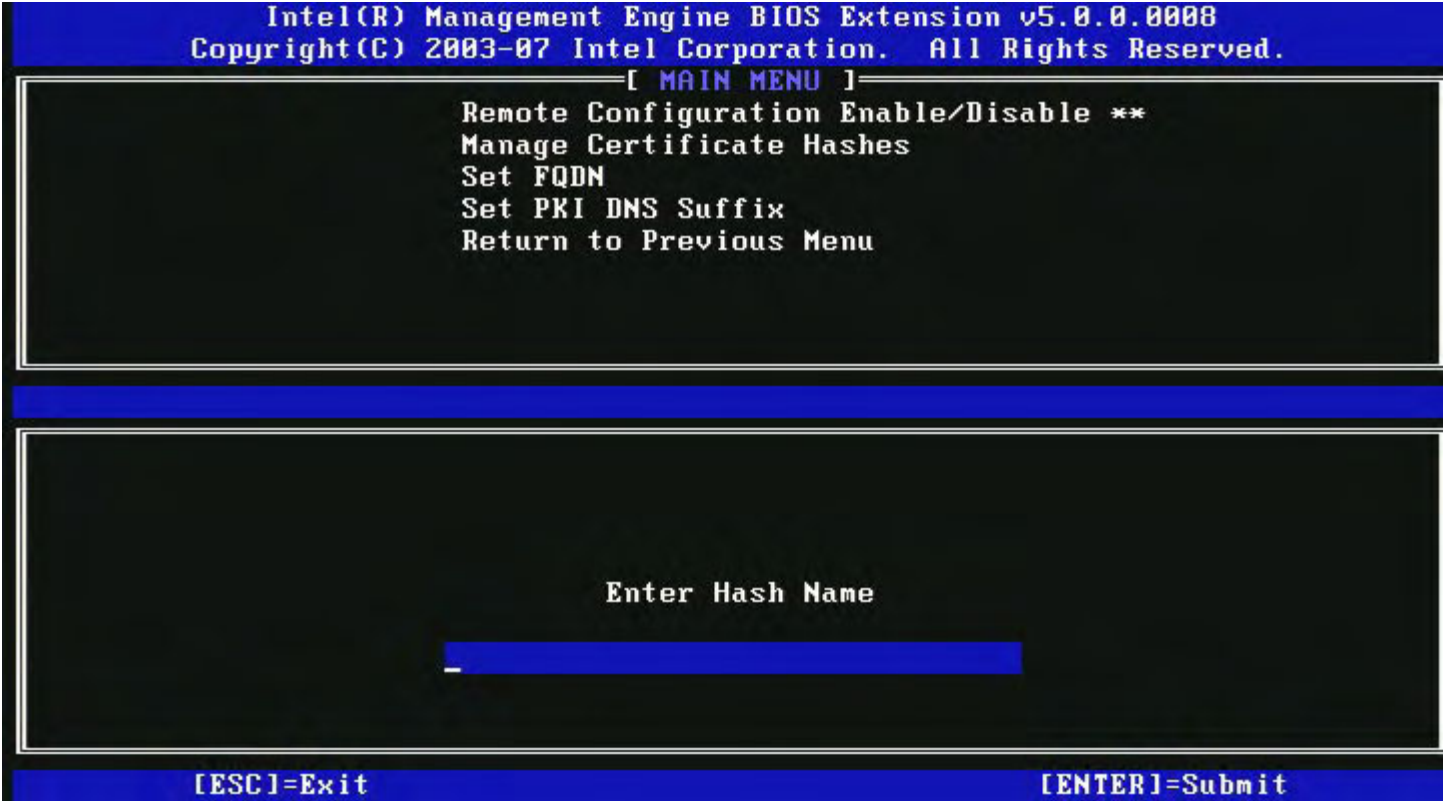 Intel(R) Management Engine BIOS Extension v5.0.0.0008
Copyright(C) 2003-07 Intel Corporation. All Rights Reserved.
[ MAIN MENU ]
Remote Configuration Enable/Disable **
Manage Certificate Hashes
Set FQDN
Set PKI DNS Suffix
Return to Previous Menu
Enter Hash Name
_
[ESC]=Exit [ENTER]=Submit